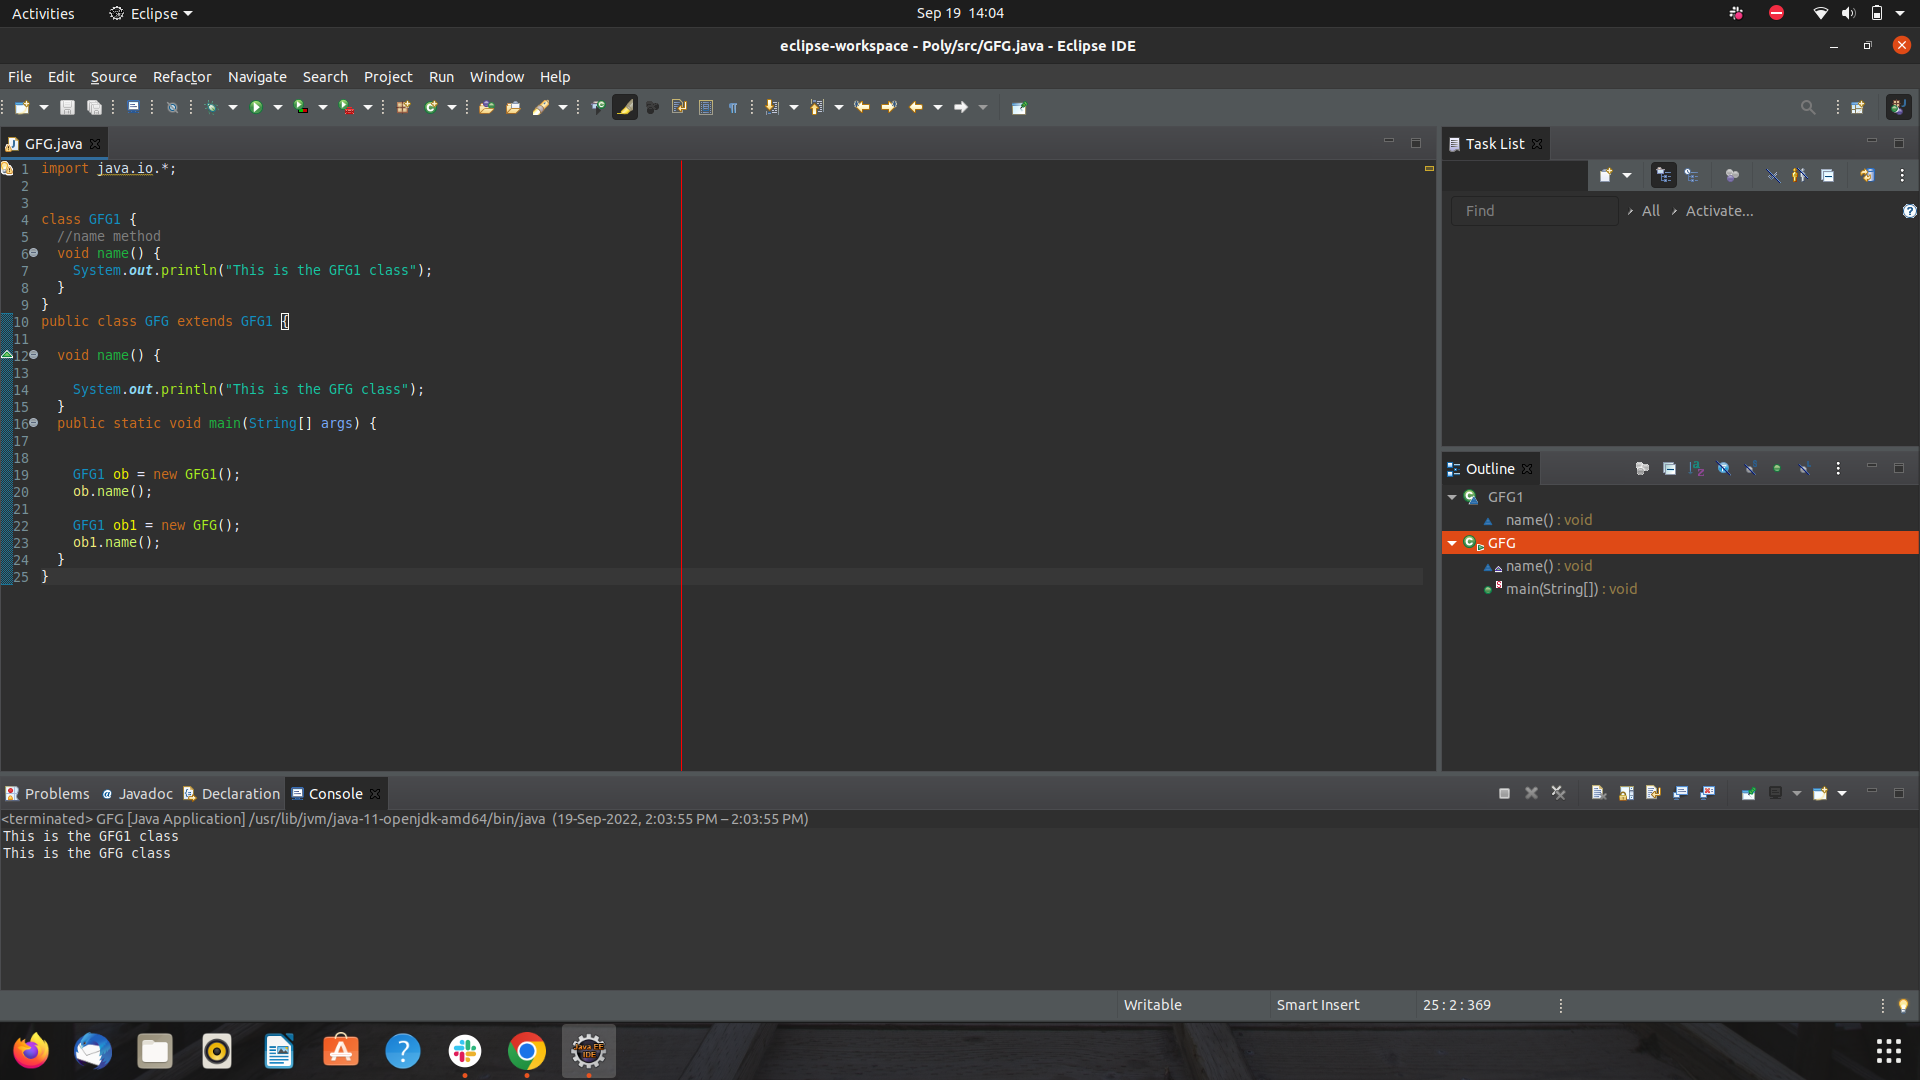 Activities Eclipse Sep 19 14:04
eclipse-workspace - Poly/src/GFG.java - Eclipse IDE
File Edit Source Refactor Navigate Search Project Run Window Help
GFG.java
1 import java.io.*;
2
3
4 class GFG1 {
5 //name method
6 void name() {
7 System.out.println("This is the GFG1 class");
8 }
9 }
10 public class GFG extends GFG1 {
11
12 void name() {
13
14 System.out.println("This is the GFG class");
15 }
16 public static void main(String[] args) {
17
18
19 GFG1 ob = new GFG1();
20 ob.name();
21
22 GFG1 ob1 = new GFG();
23 ob1.name();
24 }
25 }
Task List
Find All Activate...
Outline
GFG1
name() : void
GFG
name() : void
main(String[]) : void
Problems Javadoc Declaration Console
<terminated> GFG [Java Application] /usr/lib/jvm/java-11-openjdk-amd64/bin/java (19-Sep-2022, 2:03:55 PM – 2:03:55 PM)
This is the GFG1 class
This is the GFG class
Writable Smart Insert 25 : 2 : 369
Java EE
IDE